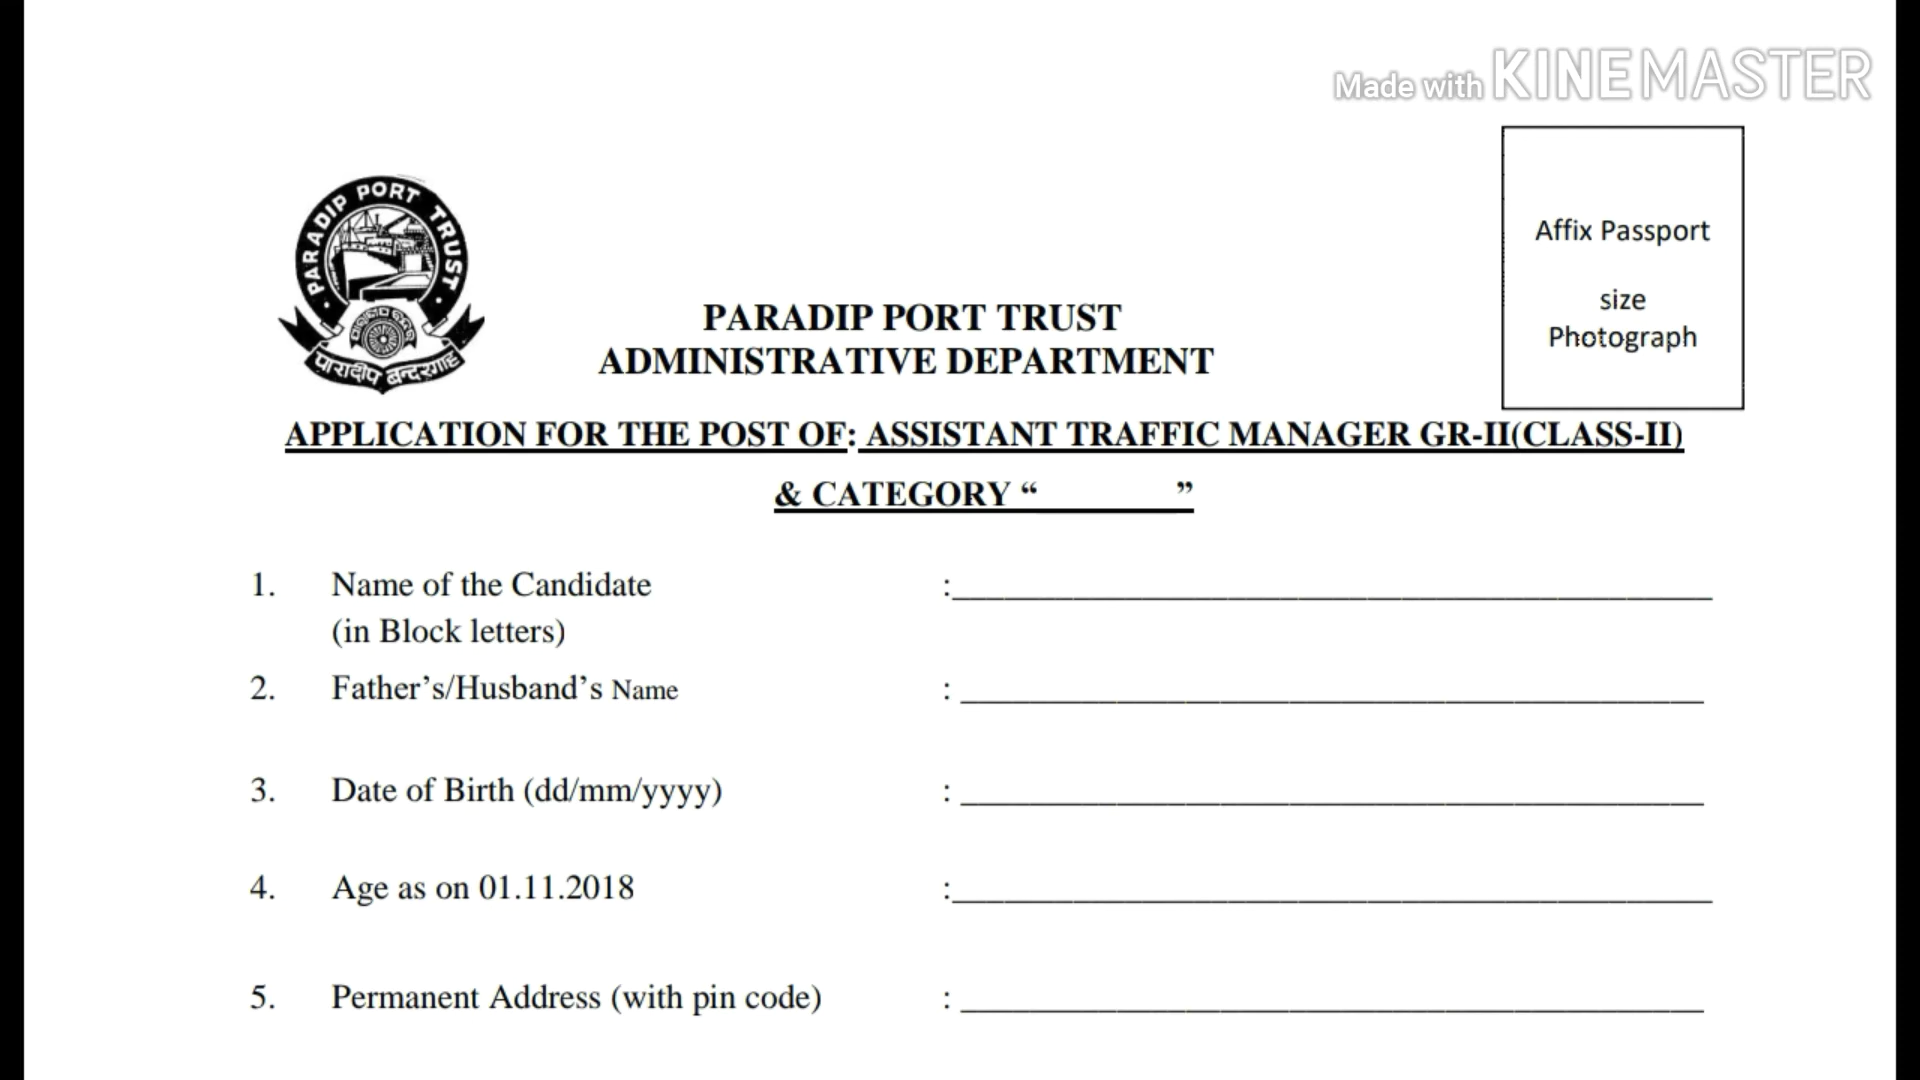 Made with KINEMASTER
PARADIP PORT TRUST
पारादीप बन्दरगाह
Affix Passport
size
Photograph
PARADIP PORT TRUST
ADMINISTRATIVE DEPARTMENT
APPLICATION FOR THE POST OF: ASSISTANT TRAFFIC MANAGER GR-II(CLASS-II)
& CATEGORY “ ”
1. Name of the Candidate :
(in Block letters)
2. Father’s/Husband’s Name :
3. Date of Birth (dd/mm/yyyy) :
4. Age as on 01.11.2018 :
5. Permanent Address (with pin code) :